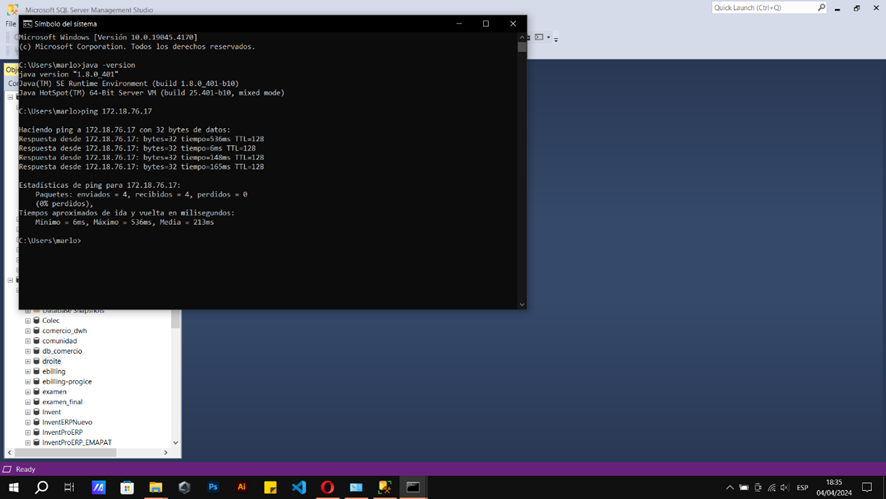 Microsoft SQL Server Management Studio
Quick Launch (Ctrl+Q)
File
Símbolo del sistema
Microsoft Windows [Versión 10.0.19045.4170]
(c) Microsoft Corporation. Todos los derechos reservados.
C:\Users\marlo>java -version
java version "1.8.0_401"
Java(TM) SE Runtime Environment (build 1.8.0_401-b10)
Java HotSpot(TM) 64-Bit Server VM (build 25.401-b10, mixed mode)
C:\Users\marlo>ping 172.18.76.17
Haciendo ping a 172.18.76.17 con 32 bytes de datos:
Respuesta desde 172.18.76.17: bytes=32 tiempo=536ms TTL=128
Respuesta desde 172.18.76.17: bytes=32 tiempo=6ms TTL=128
Respuesta desde 172.18.76.17: bytes=32 tiempo=148ms TTL=128
Respuesta desde 172.18.76.17: bytes=32 tiempo=165ms TTL=128
Estadísticas de ping para 172.18.76.17:
Paquetes: enviados = 4, recibidos = 4, perdidos = 0
(0% perdidos),
Tiempos aproximados de ida y vuelta en milisegundos:
Mínimo = 6ms, Máximo = 536ms, Media = 213ms
C:\Users\marlo>
Database Snapshots
Colec
comercio_dwh
comunidad
db_comercio
droite
ebilling
ebilling-progice
examen
examen_final
Invent
InventERPNuevo
InventProERP
InventProERP_EMAPAT
Ready
Ps
Ai
ESP
18:35
04/04/2024